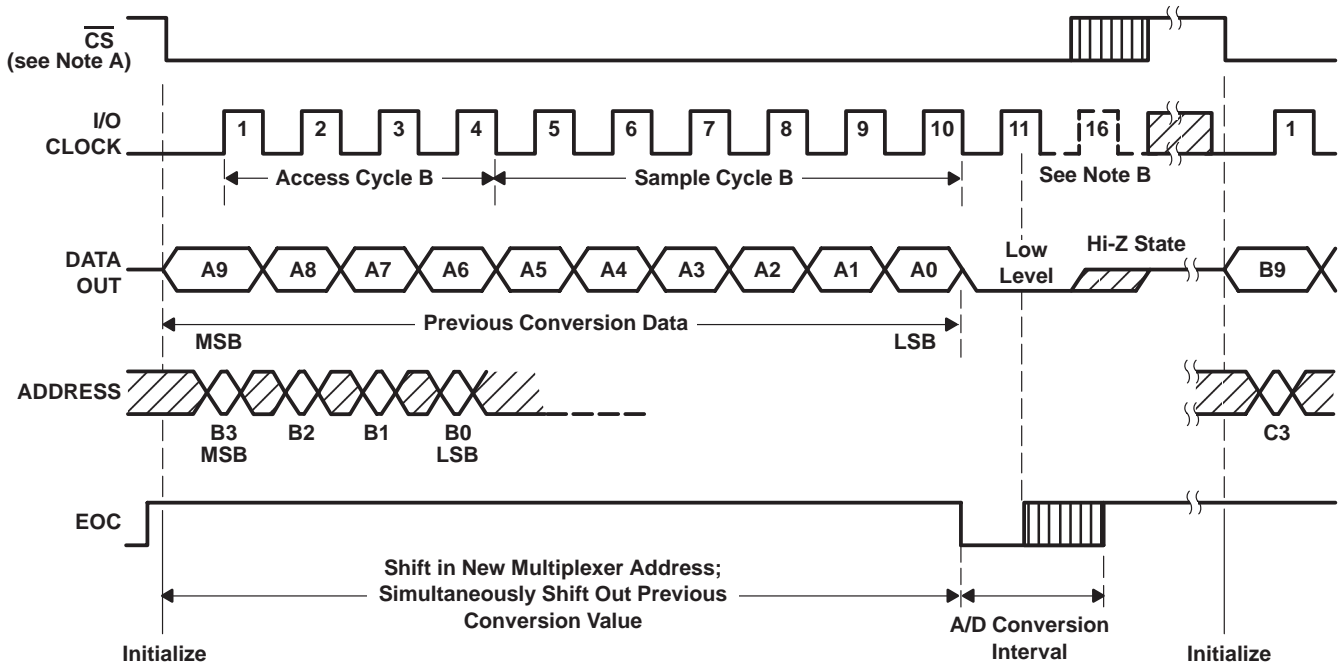 CS
(see Note A)
I/O
CLOCK
1 2 3 4 5 6 7 8 9 10 11 16 1
Access Cycle B
Sample Cycle B
See Note B
DATA
OUT
A9 A8 A7 A6 A5 A4 A3 A2 A1 A0
Low
Level
Hi-Z State
B9
Previous Conversion Data
MSB
LSB
ADDRESS
B3 B2 B1 B0 C3
MSB LSB
EOC
Shift in New Multiplexer Address;
Simultaneously Shift Out Previous
Conversion Value
A/D Conversion
Interval
Initialize
Initialize